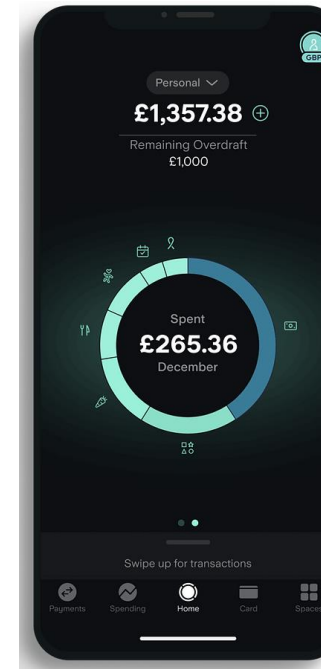 GBP
Personal
£1,357.38
Remaining Overdraft
£1,000
Spent
£265.36
December
Swipe up for transactions
Payments
Spending
Home
Card
Spaces